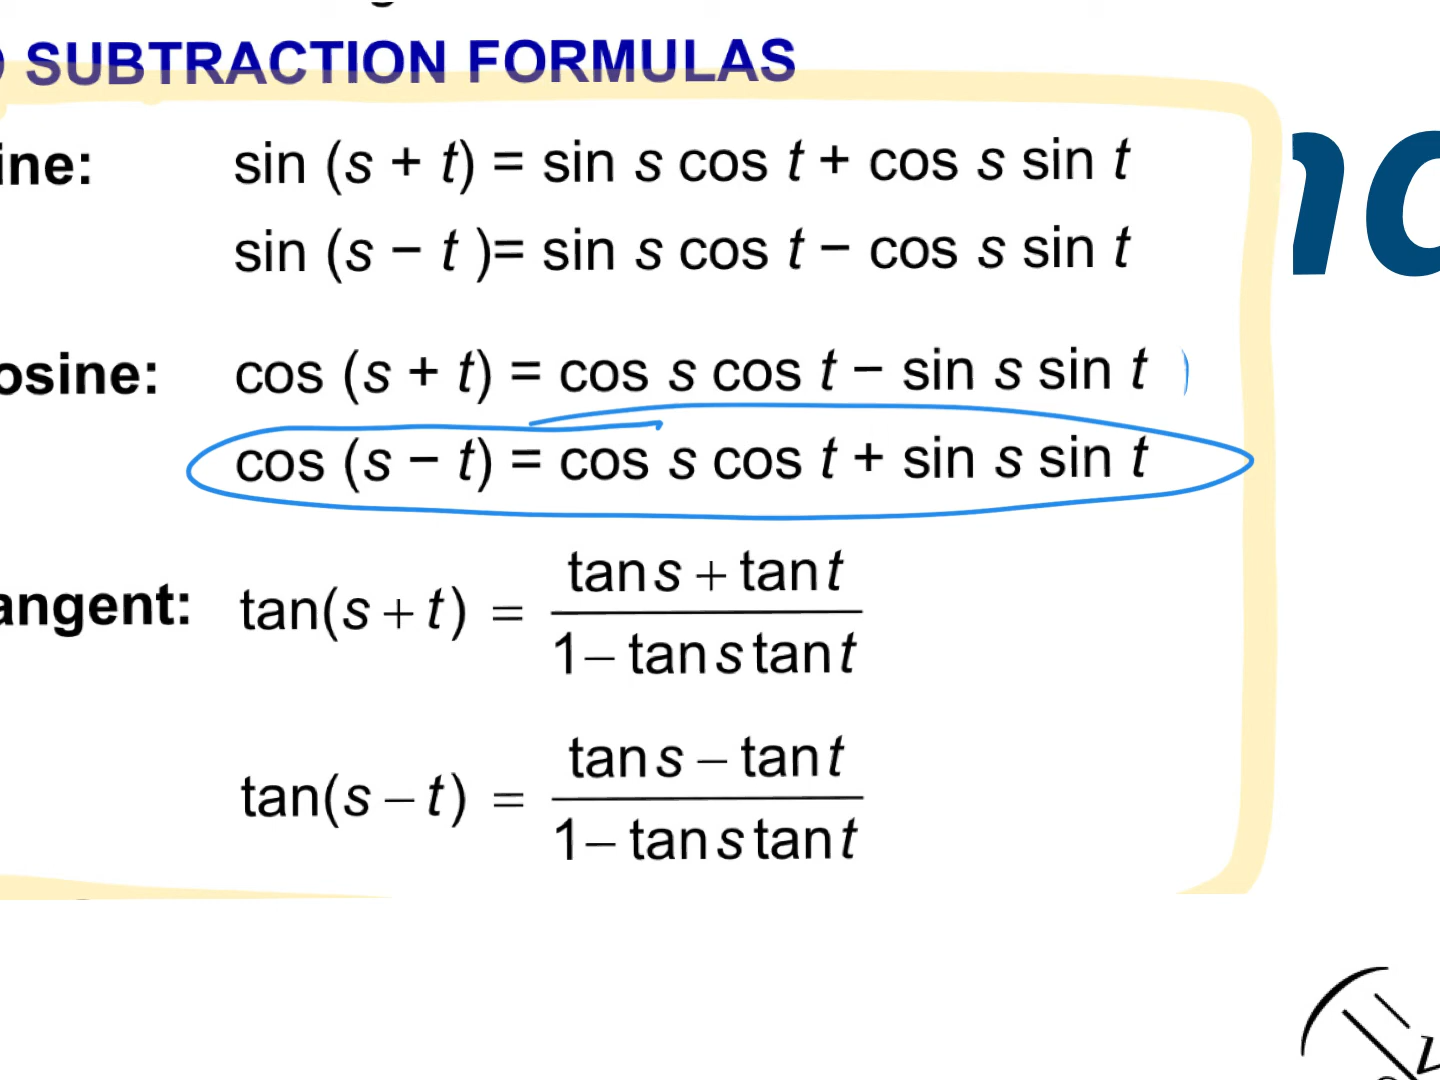 ) SUBTRACTION FORMULAS
ine: sin (s + t) = sin s cos t + cos s sin t
sin (s − t )= sin s cos t − cos s sin t
osine: cos (s + t) = cos s cos t − sin s sin t
cos (s − t) = cos s cos t + sin s sin t
angent: tan(s + t) = tan s + tan t
1 − tan s tan t
tan(s − t) = tan s − tan t
1 − tan s tan t